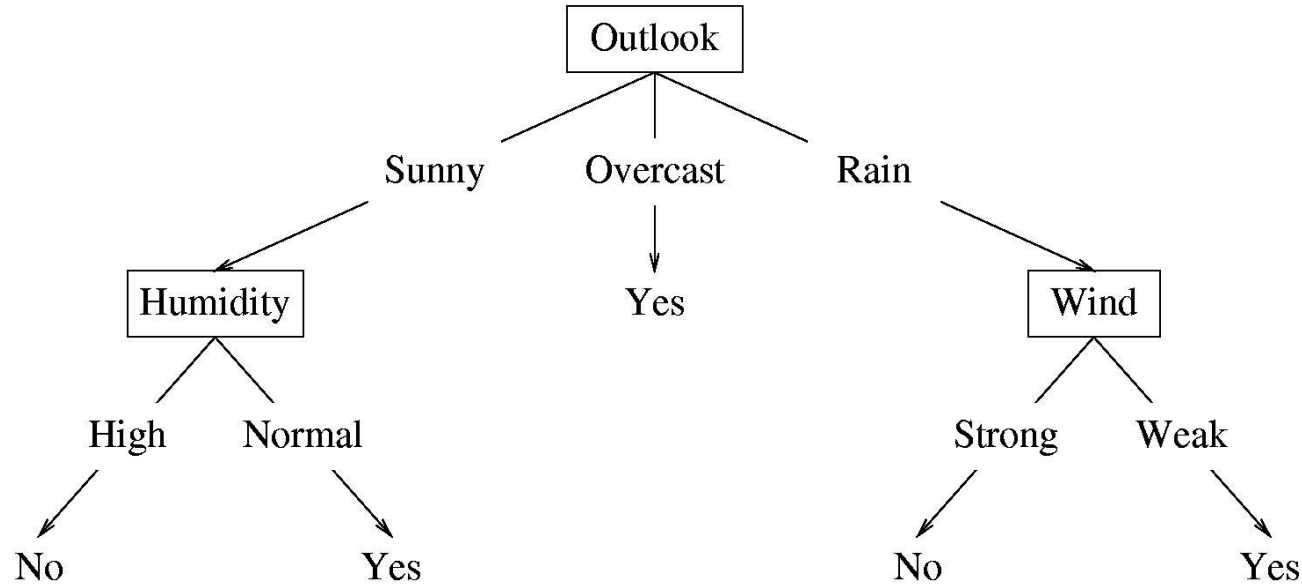 Outlook
Sunny Overcast Rain
Humidity Yes Wind
High Normal Strong Weak
No Yes No Yes